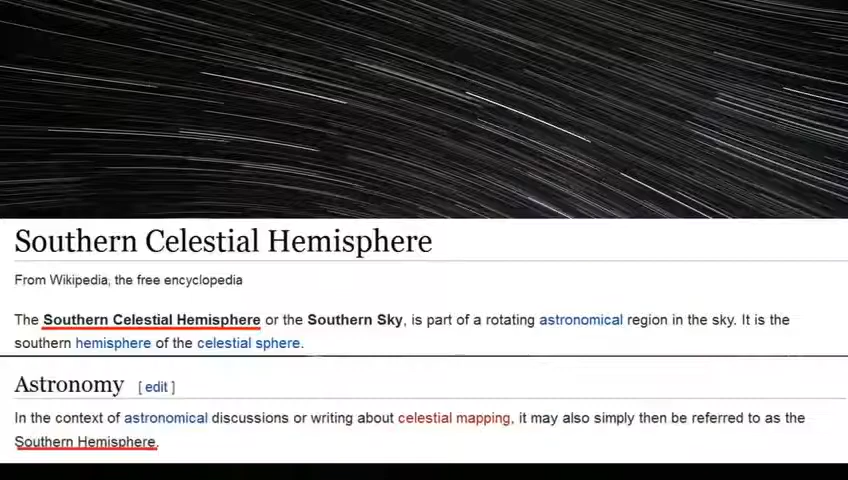 Southern Celestial Hemisphere
From Wikipedia, the free encyclopedia
The Southern Celestial Hemisphere or the Southern Sky, is part of a rotating astronomical region in the sky. It is the
southern hemisphere of the celestial sphere.
Astronomy [ edit ]
In the context of astronomical discussions or writing about celestial mapping, it may also simply then be referred to as the
Southern Hemisphere.